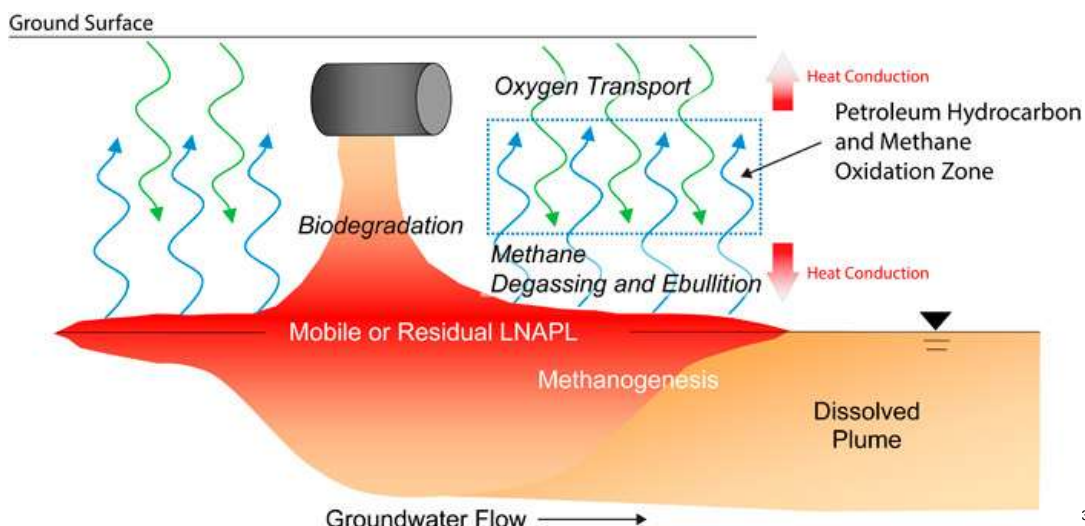 Ground Surface
Oxygen Transport
Heat Conduction
Petroleum Hydrocarbon
and Methane
Oxidation Zone
Biodegradation
Methane
Degassing and Ebullition
Heat Conduction
Mobile or Residual LNAPL
Methanogenesis
Dissolved
Plume
Groundwater Flow